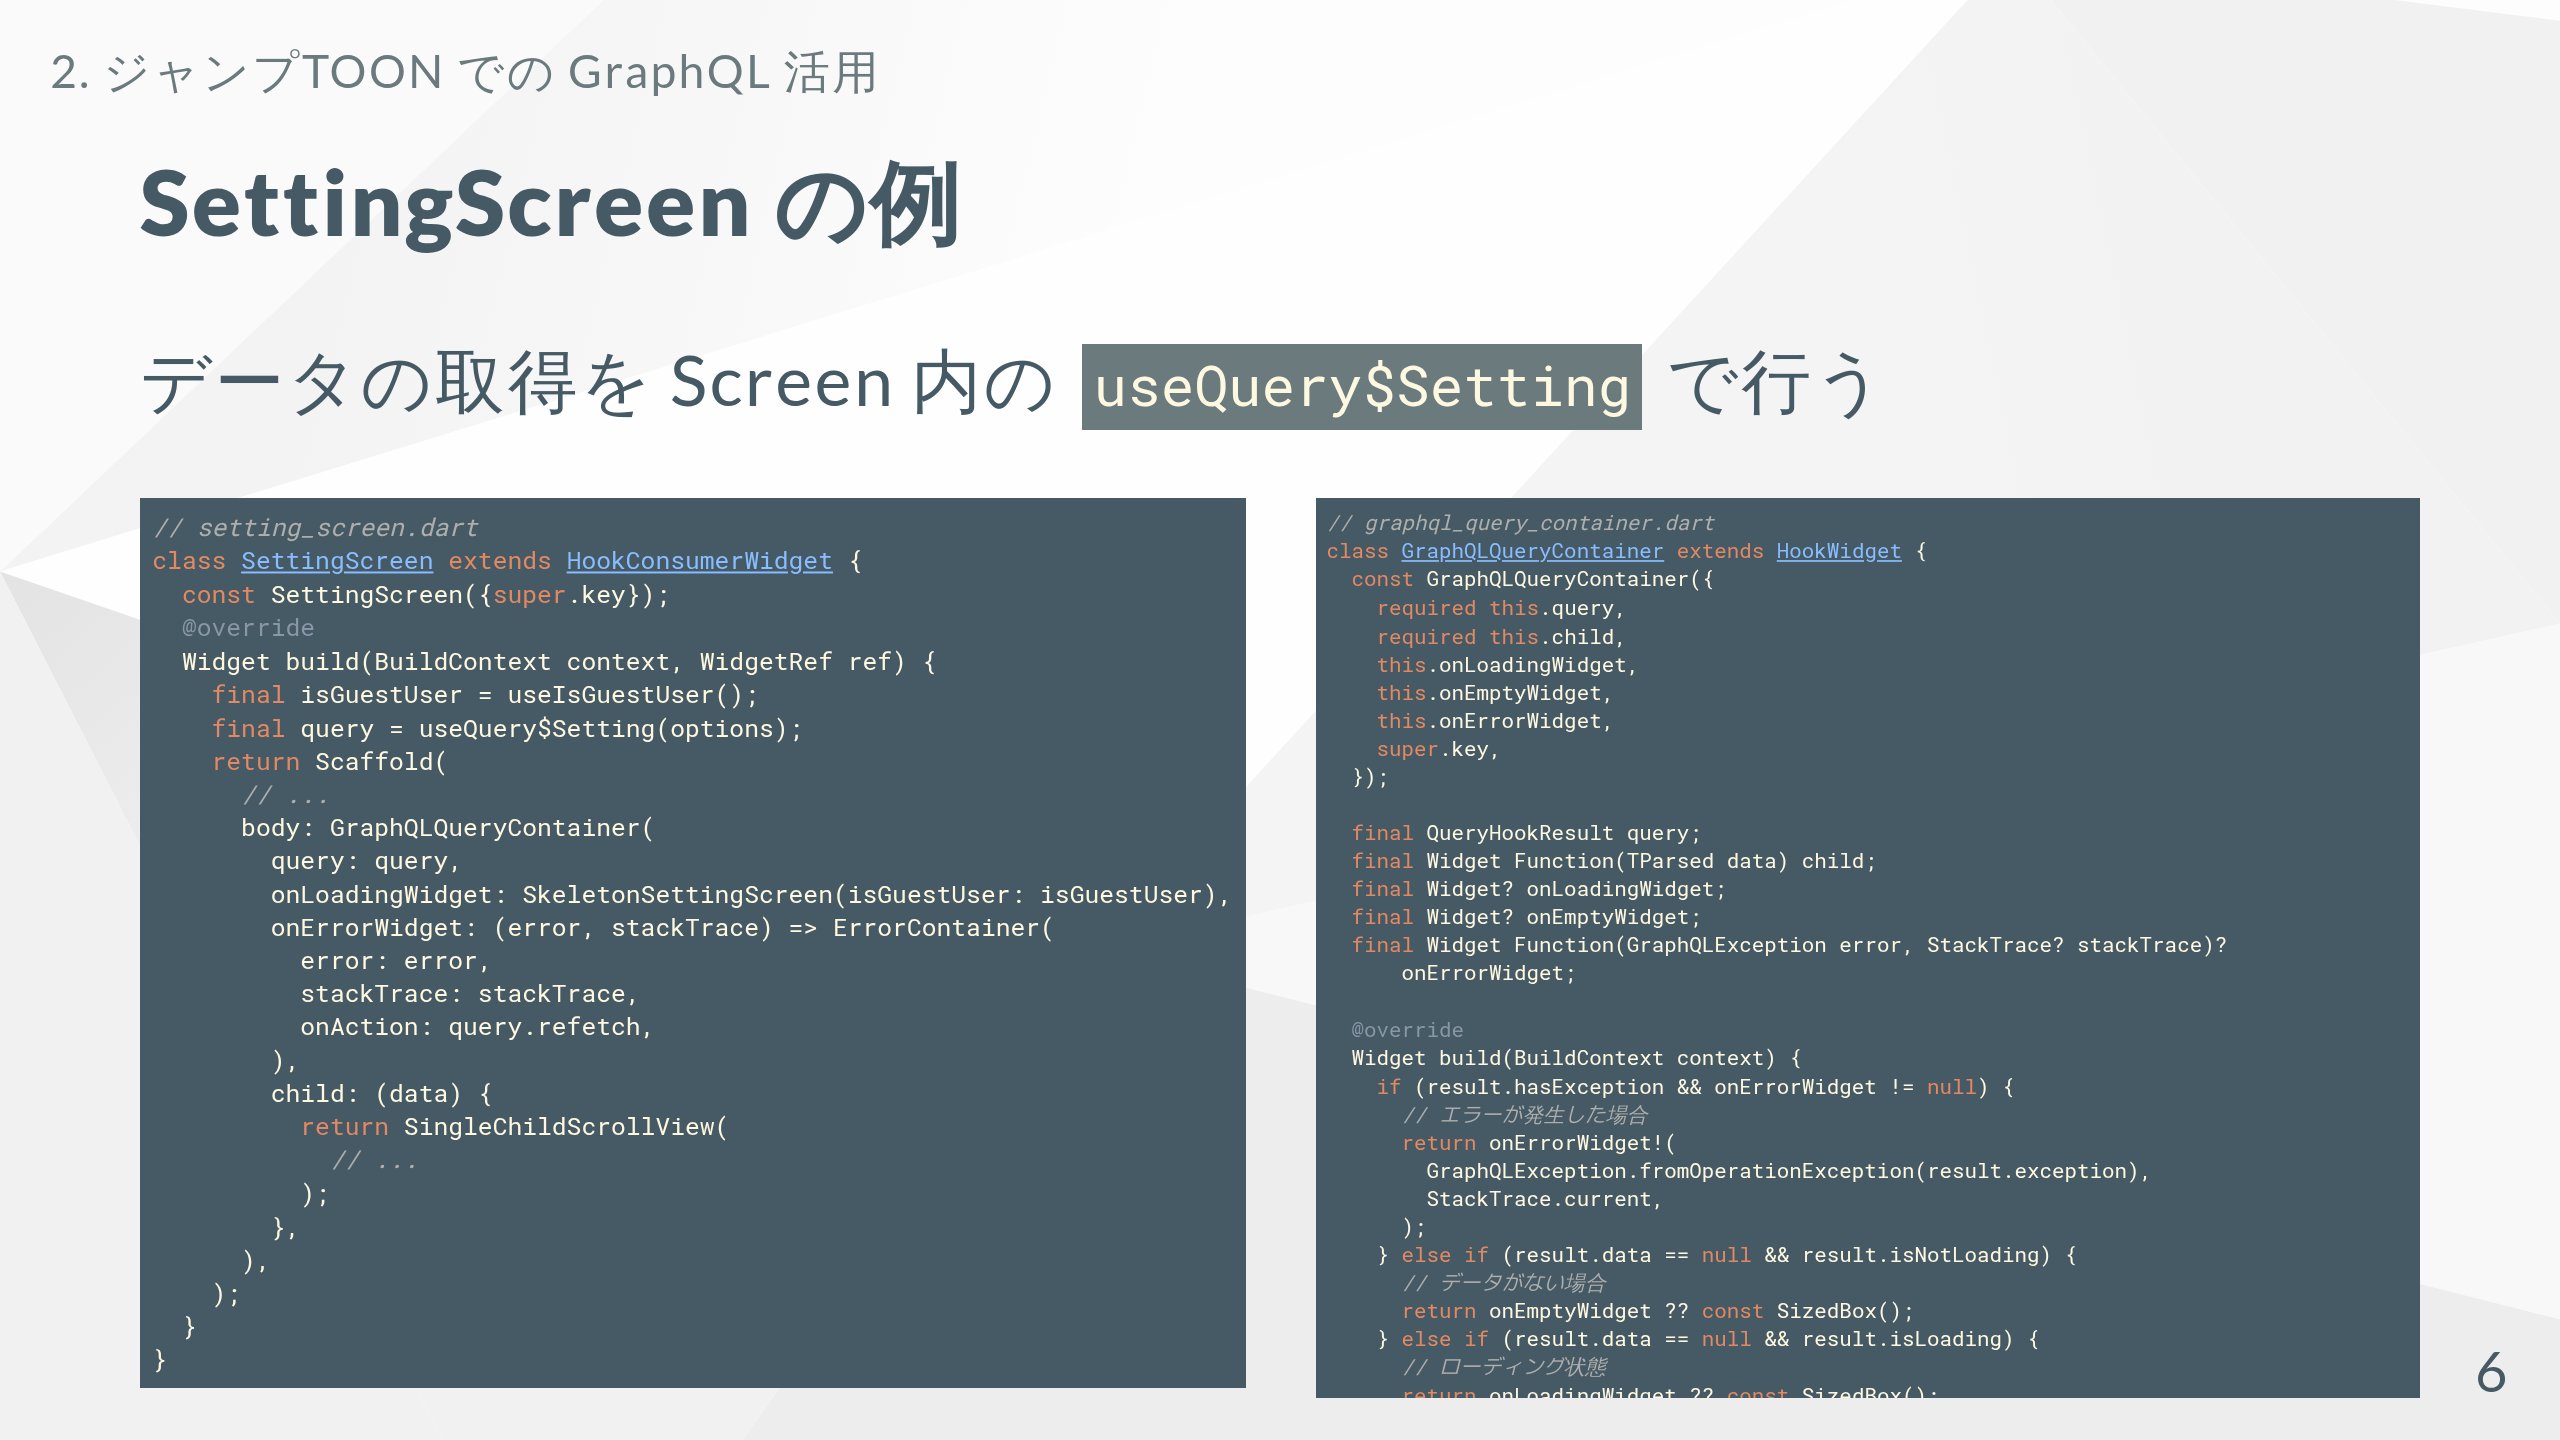 2. ジャンプTOON での GraphQL 活用
SettingScreen の例
データの取得を Screen 内の useQuery$Setting で行う
// setting_screen.dart
class SettingScreen extends HookConsumerWidget {
  const SettingScreen({super.key});
  @override
  Widget build(BuildContext context, WidgetRef ref) {
    final isGuestUser = useIsGuestUser();
    final query = useQuery$Setting(options);
    return Scaffold(
      // ...
      body: GraphQLQueryContainer(
        query: query,
        onLoadingWidget: SkeletonSettingScreen(isGuestUser: isGuestUser),
        onErrorWidget: (error, stackTrace) => ErrorContainer(
          error: error,
          stackTrace: stackTrace,
          onAction: query.refetch,
        ),
        child: (data) {
          return SingleChildScrollView(
            // ...
          );
        },
      ),
    );
  }
}
// graphql_query_container.dart
class GraphQLQueryContainer extends HookWidget {
  const GraphQLQueryContainer({
    required this.query,
    required this.child,
    this.onLoadingWidget,
    this.onEmptyWidget,
    this.onErrorWidget,
    super.key,
  });
  final QueryHookResult query;
  final Widget Function(TParsed data) child;
  final Widget? onLoadingWidget;
  final Widget? onEmptyWidget;
  final Widget Function(GraphQLException error, StackTrace? stackTrace)?
      onErrorWidget;
  @override
  Widget build(BuildContext context) {
    if (result.hasException && onErrorWidget != null) {
      // エラーが発生した場合
      return onErrorWidget!(
        GraphQLException.fromOperationException(result.exception),
        StackTrace.current,
      );
    } else if (result.data == null && result.isNotLoading) {
      // データがない場合
      return onEmptyWidget ?? const SizedBox();
    } else if (result.data == null && result.isLoading) {
      // ローディング状態
      return onLoadingWidget ?? const SizedBox();
6